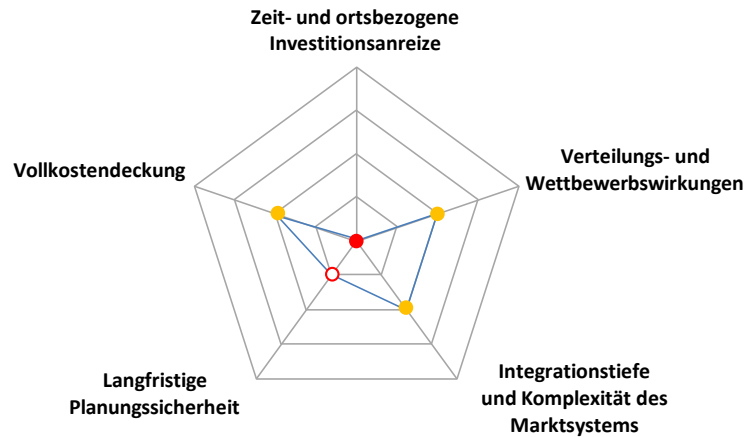 Zeit- und ortsbezogene
Investitionsanreize
Vollkostendeckung
Verteilungs- und
Wettbewerbswirkungen
Langfristige
Planungssicherheit
Integrationstiefe
und Komplexität des
Marktsystems